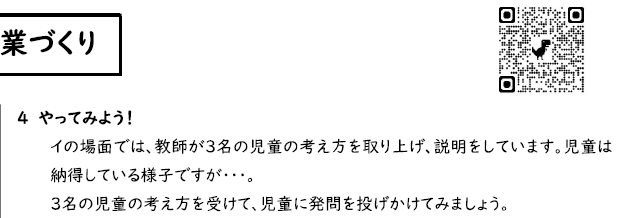 業づくり
4 やってみよう!
イの場面では、教師が3名の児童の考え方を取り上げ、説明をしています。児童は
納得している様子ですが・・・。
3名の児童の考え方を受けて、児童に発問を投げかけてみましょう。